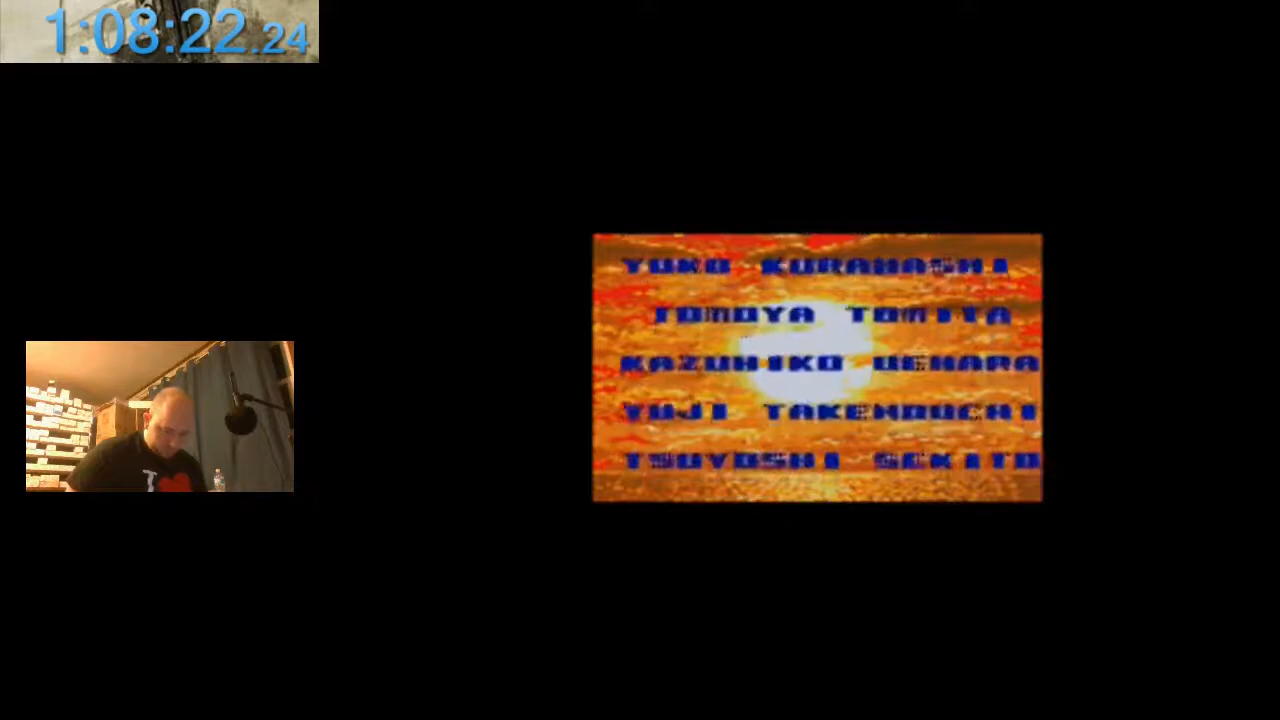 1:08:22.24
YUKO KURAHASHI
TOMOYA TOMITA
KAZUHIKO UEHARA
YUJI TAKENOUCHI
TSUYOSHI SEKITO
I